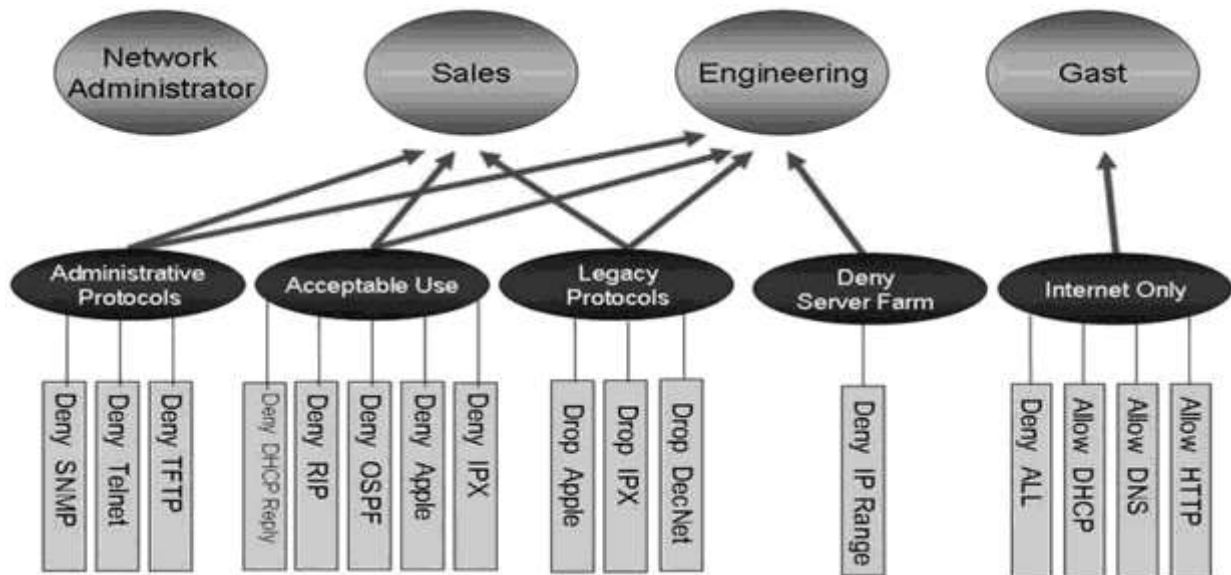 Network
Administrator
Sales
Engineering
Gast
Administrative
Protocols
Acceptable Use
Legacy
Protocols
Deny
Server Farm
Internet Only
Deny SNMP
Deny Telnet
Deny TFTP
Deny DHCP Reply
Deny RIP
Deny OSPF
Deny Apple
Deny IPX
Drop Apple
Drop IPX
Drop DecNet
Deny IP Range
Deny ALL
Allow DHCP
Allow DNS
Allow HTTP